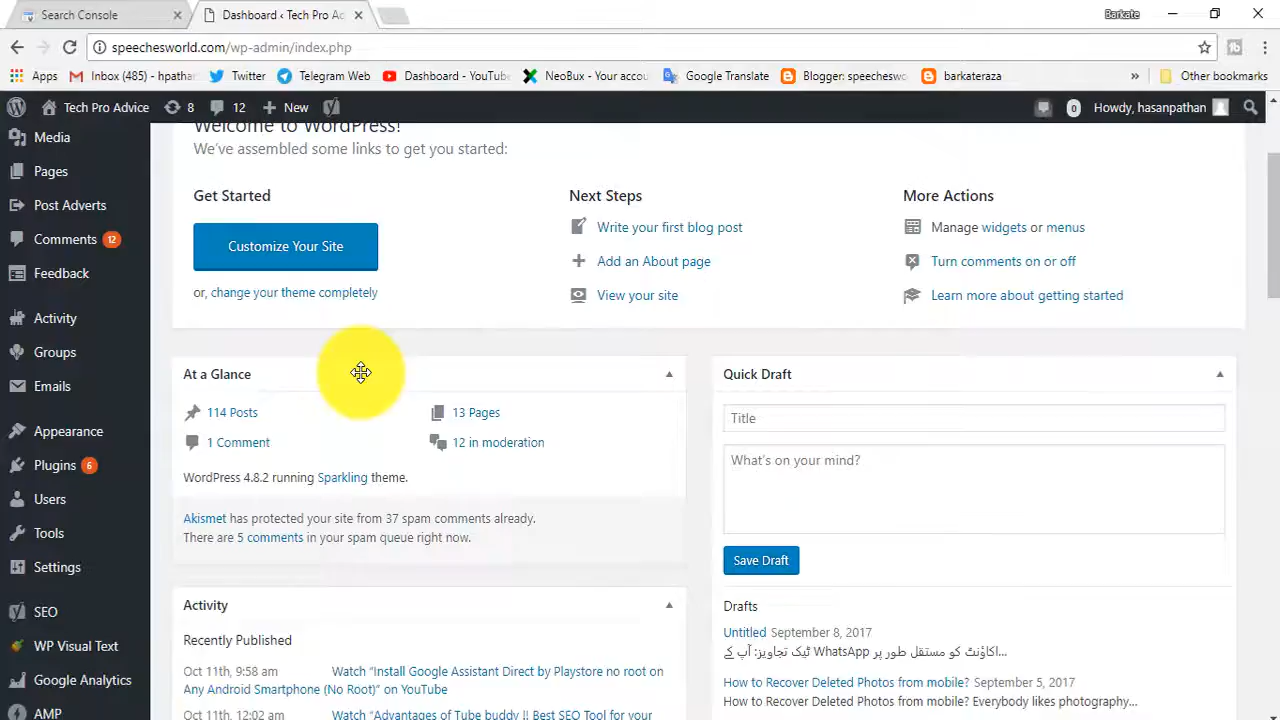 Search Console
Dashboard ‹ Tech Pro Ac
Barkate
speechesworld.com/wp-admin/index.php
Apps
Inbox (485) - hpathan
Twitter
Telegram Web
Dashboard - YouTube
NeoBux - Your accou
Google Translate
Blogger: speecheswo
barkateraza
»
Other bookmarks
Tech Pro Advice
8
12
New
0
Howdy, hasanpathan
Media
Pages
Post Adverts
Comments 12
Feedback
Activity
Groups
Emails
Appearance
Plugins 6
Users
Tools
Settings
SEO
WP Visual Text
Google Analytics
AMP
Welcome to WordPress!
We've assembled some links to get you started:
Get Started
Customize Your Site
or, change your theme completely
Next Steps
Write your first blog post
Add an About page
View your site
More Actions
Manage widgets or menus
Turn comments on or off
Learn more about getting started
At a Glance
114 Posts
13 Pages
1 Comment
12 in moderation
WordPress 4.8.2 running Sparkling theme.
Akismet has protected your site from 37 spam comments already.
There are 5 comments in your spam queue right now.
Activity
Recently Published
Oct 11th, 9:58 am Watch “Install Google Assistant Direct by Playstore no root on
Any Android Smartphone (No Root)” on YouTube
Oct 11th, 12:02 am Watch “Advantages of Tube buddy !! Best SEO Tool for your
Quick Draft
Title
What's on your mind?
Save Draft
Drafts
Untitled September 8, 2017
اکاؤنٹ کو مستقل طور پر WhatsApp ٹیک تجاویز: آپ کے...
How to Recover Deleted Photos from mobile? September 5, 2017
How to Recover Deleted Photos from mobile? Everybody likes photography...